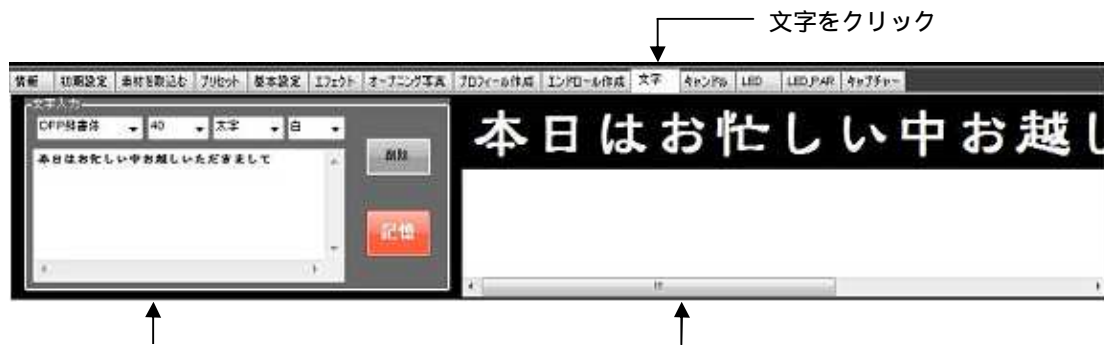 文字をクリック
情報 初期設定 素材を取込む プリセット 基本設定 エフェクト オープニング写真 プロフィール作成 エンドロール作成 文字 キャンドル LED LED,PAR キャプチャー
文字入力
40 太字 白
本日はお忙しい中お越しいただきまして
削除
記憶
本日はお忙しい中お越し